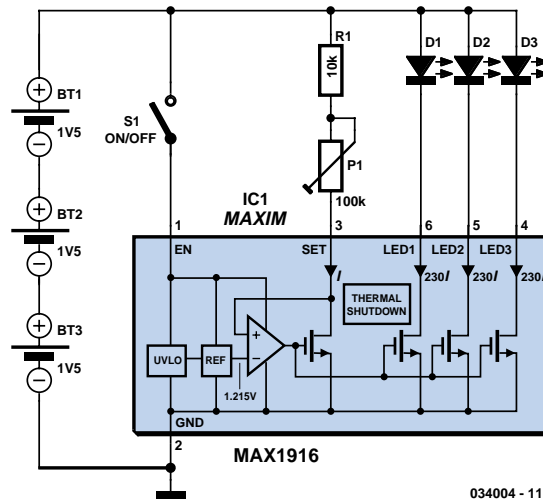 R1
10k
D1
D2
D3
BT1
1V5
S1
ON/OFF
P1
100k
IC1
MAXIM
BT2
1V5
1
3
6
5
4
EN
SET
LED1
LED2
LED3
I
230I
230I
230I
THERMAL
SHUTDOWN
BT3
1V5
UVLO
REF
1.215V
GND
2
MAX1916
034004 - 11